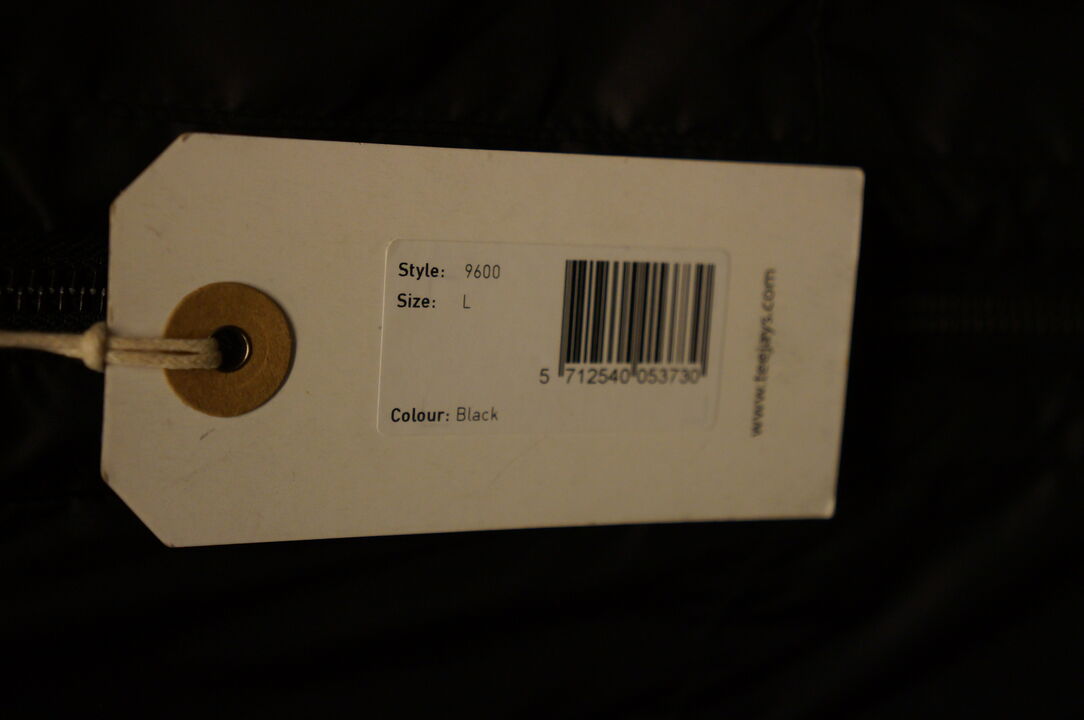 Style: 9600
Size: L
5 712540 053730
Colour: Black
www.teejays.com